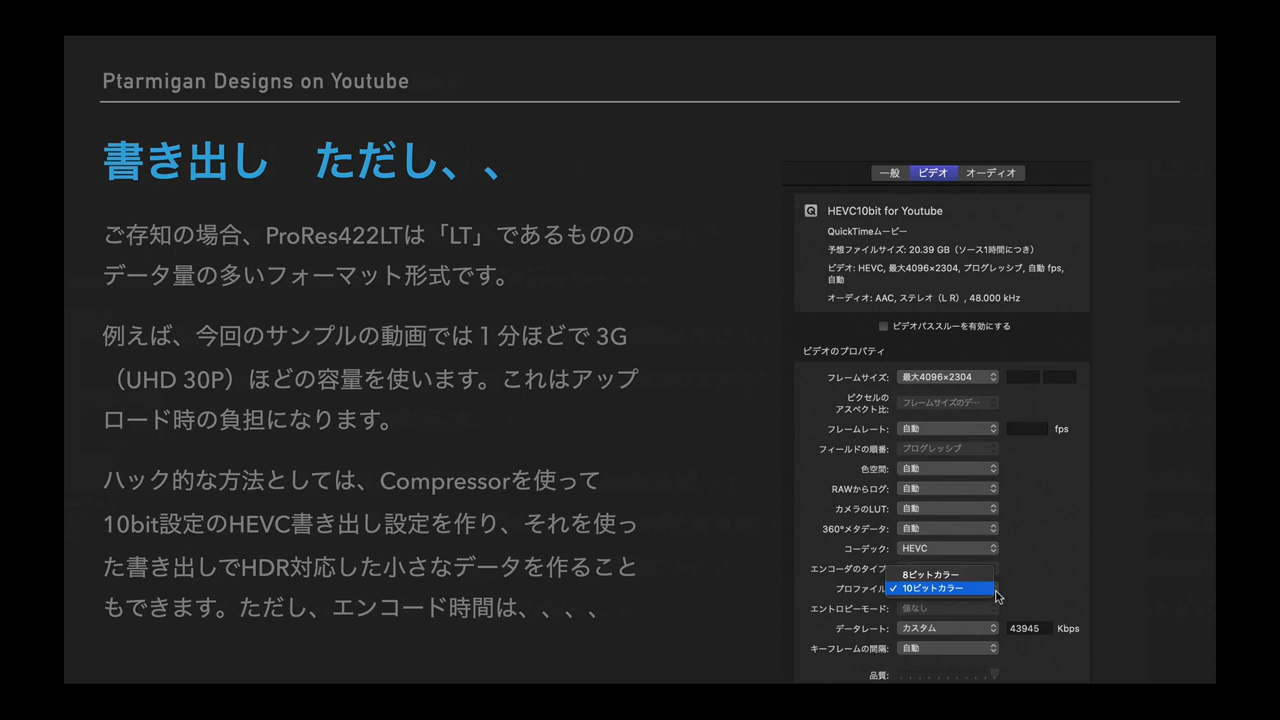 Ptarmigan Designs on Youtube
書き出し　ただし、、
ご存知の場合、ProRes422LTは「LT」であるものの
データ量の多いフォーマット形式です。
例えば、今回のサンプルの動画では１分ほどで 3G
（UHD 30P）ほどの容量を使います。これはアップ
ロード時の負担になります。
ハック的な方法としては、Compressorを使って
10bit設定のHEVC書き出し設定を作り、それを使っ
た書き出しでHDR対応した小さなデータを作ること
もできます。ただし、エンコード時間は、、、、
一般 ビデオ オーディオ
HEVC10bit for Youtube
QuickTimeムービー
予想ファイルサイズ: 20.39 GB（ソース1時間につき）
ビデオ: HEVC, 最大4096×2304, プログレッシブ, 自動 fps,
自動
オーディオ: AAC, ステレオ（L R）, 48.000 kHz
ビデオパススルーを有効にする
ビデオのプロパティ
フレームサイズ: 最大4096×2304
ピクセルの
アスペクト比: フレームサイズのデ…
フレームレート: 自動 fps
フィールドの順番: プログレッシブ
色空間: 自動
RAWからログ: 自動
カメラのLUT: 自動
360°メタデータ: 自動
コーデック: HEVC
エンコーダのタイプ
8ビットカラー
プロファイル ✓ 10ビットカラー
エントロピーモード: 値なし
データレート: カスタム 43945 Kbps
キーフレームの間隔: 自動
品質: